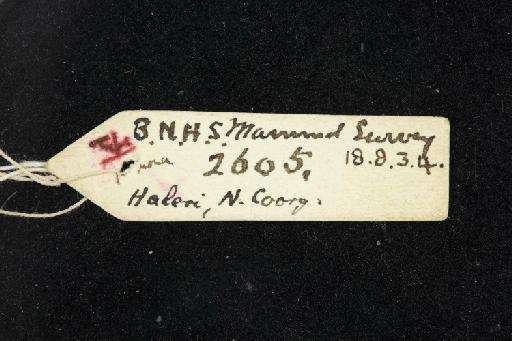 B.N.H.S. Mammal Survey
2605. 18.8.3.4.
Haleri, N. Coorg.